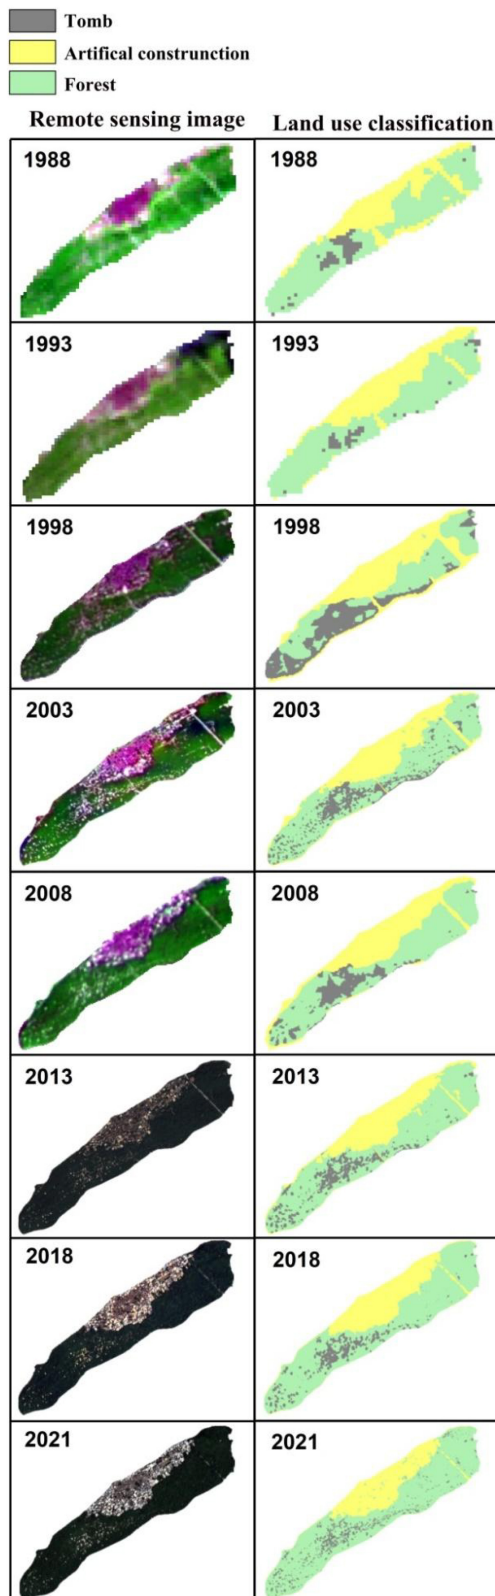 Tomb
Artifical construnction
Forest
Remote sensing image Land use classification
1988 1988
1993 1993
1998 1998
2003 2003
2008 2008
2013 2013
2018 2018
2021 2021